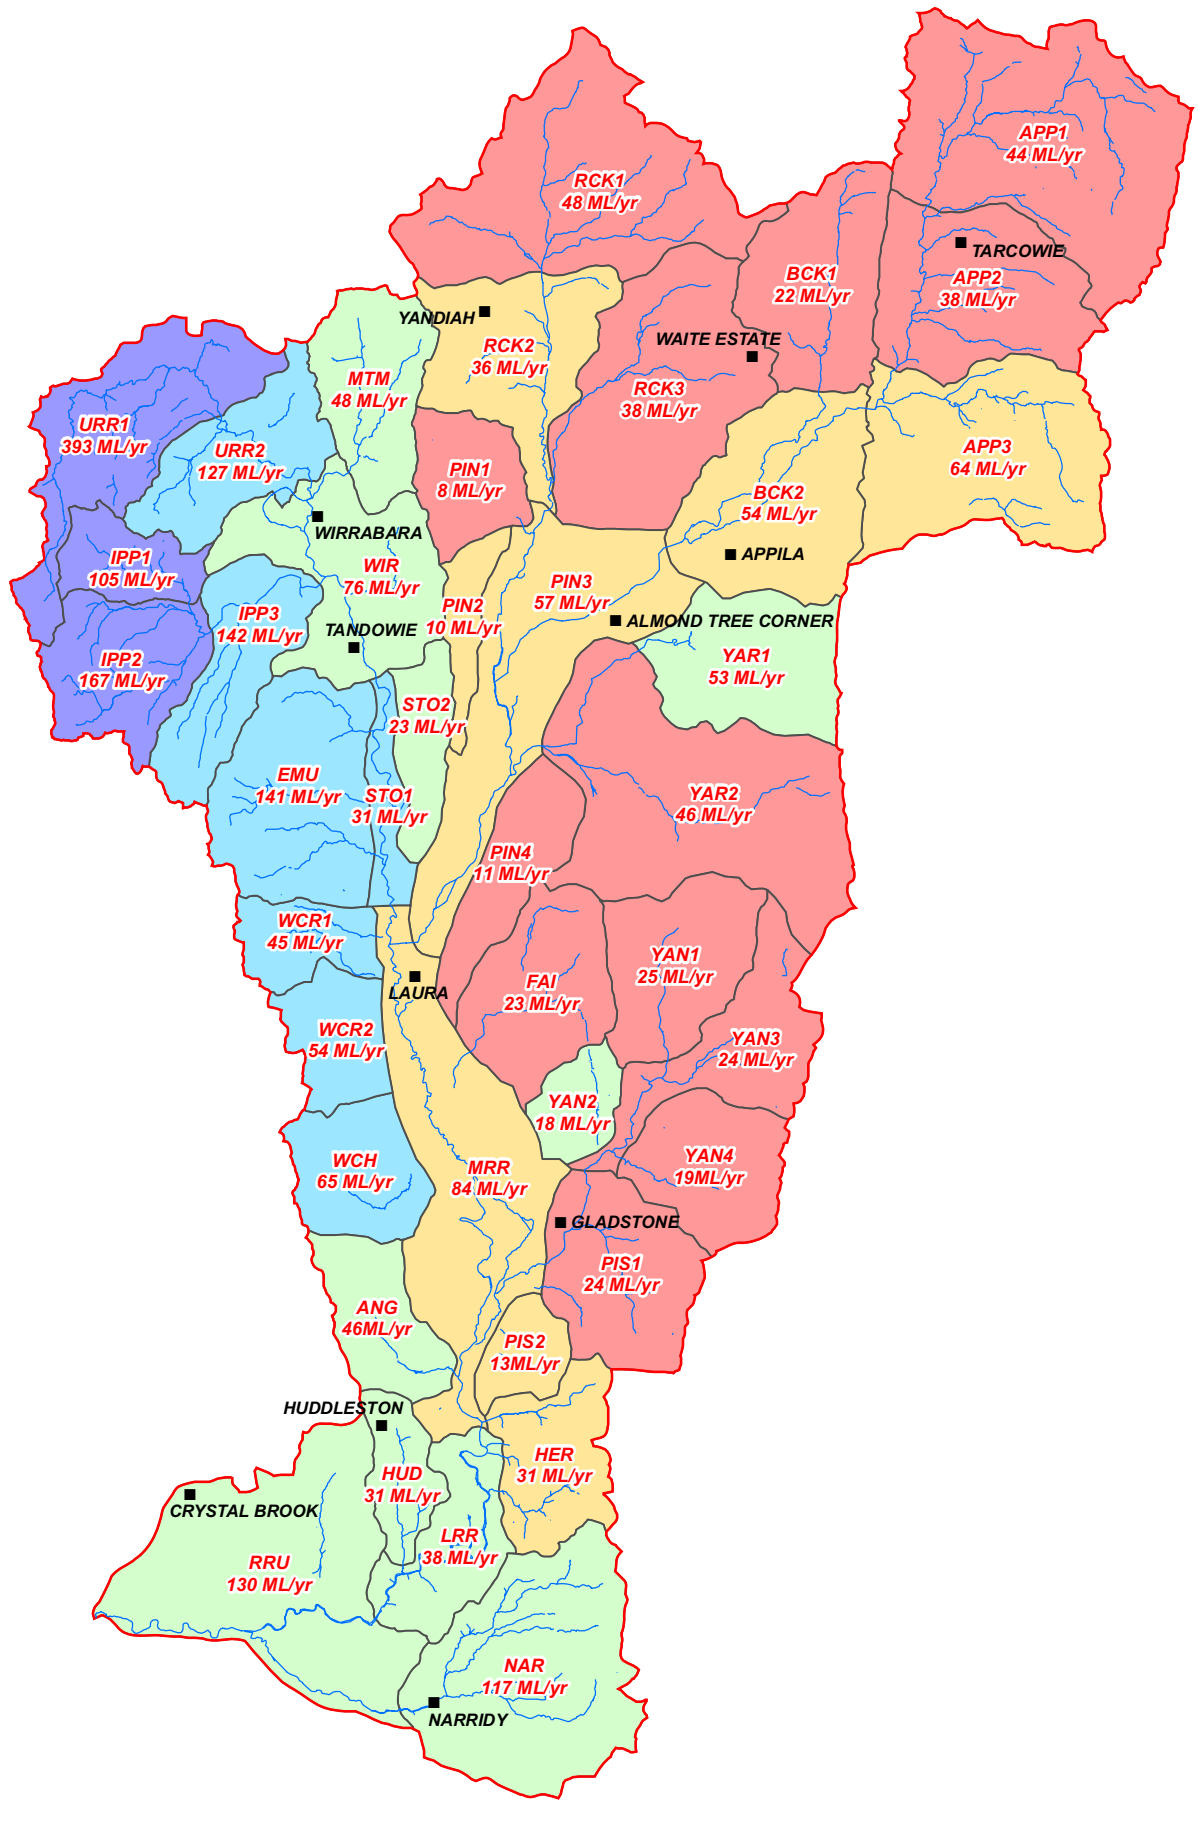 APP1
44 ML/yr
RCK1
48 ML/yr
TARCOWIE
BCK1
22 ML/yr
APP2
38 ML/yr
YANDIAH
WAITE ESTATE
RCK2
36 ML/yr
MTM
48 ML/yr
RCK3
38 ML/yr
URR1
393 ML/yr
URR2
127 ML/yr
APP3
64 ML/yr
PIN1
8 ML/yr
BCK2
54 ML/yr
WIRRABARA
APPILA
IPP1
105 ML/yr
WIR
76 ML/yr
PIN3
57 ML/yr
IPP3
142 ML/yr
PIN2
10 ML/yr
ALMOND TREE CORNER
TANDOWIE
IPP2
167 ML/yr
YAR1
53 ML/yr
STO2
23 ML/yr
EMU
141 ML/yr
STO1
31 ML/yr
YAR2
46 ML/yr
PIN4
11 ML/yr
WCR1
45 ML/yr
YAN1
25 ML/yr
FAI
23 ML/yr
LAURA
WCR2
54 ML/yr
YAN3
24 ML/yr
YAN2
18 ML/yr
WCH
65 ML/yr
MRR
84 ML/yr
YAN4
19ML/yr
GLADSTONE
PIS1
24 ML/yr
ANG
46ML/yr
PIS2
13ML/yr
HUDDLESTON
HER
31 ML/yr
HUD
31 ML/yr
CRYSTAL BROOK
LRR
38 ML/yr
RRU
130 ML/yr
NAR
117 ML/yr
NARRIDY